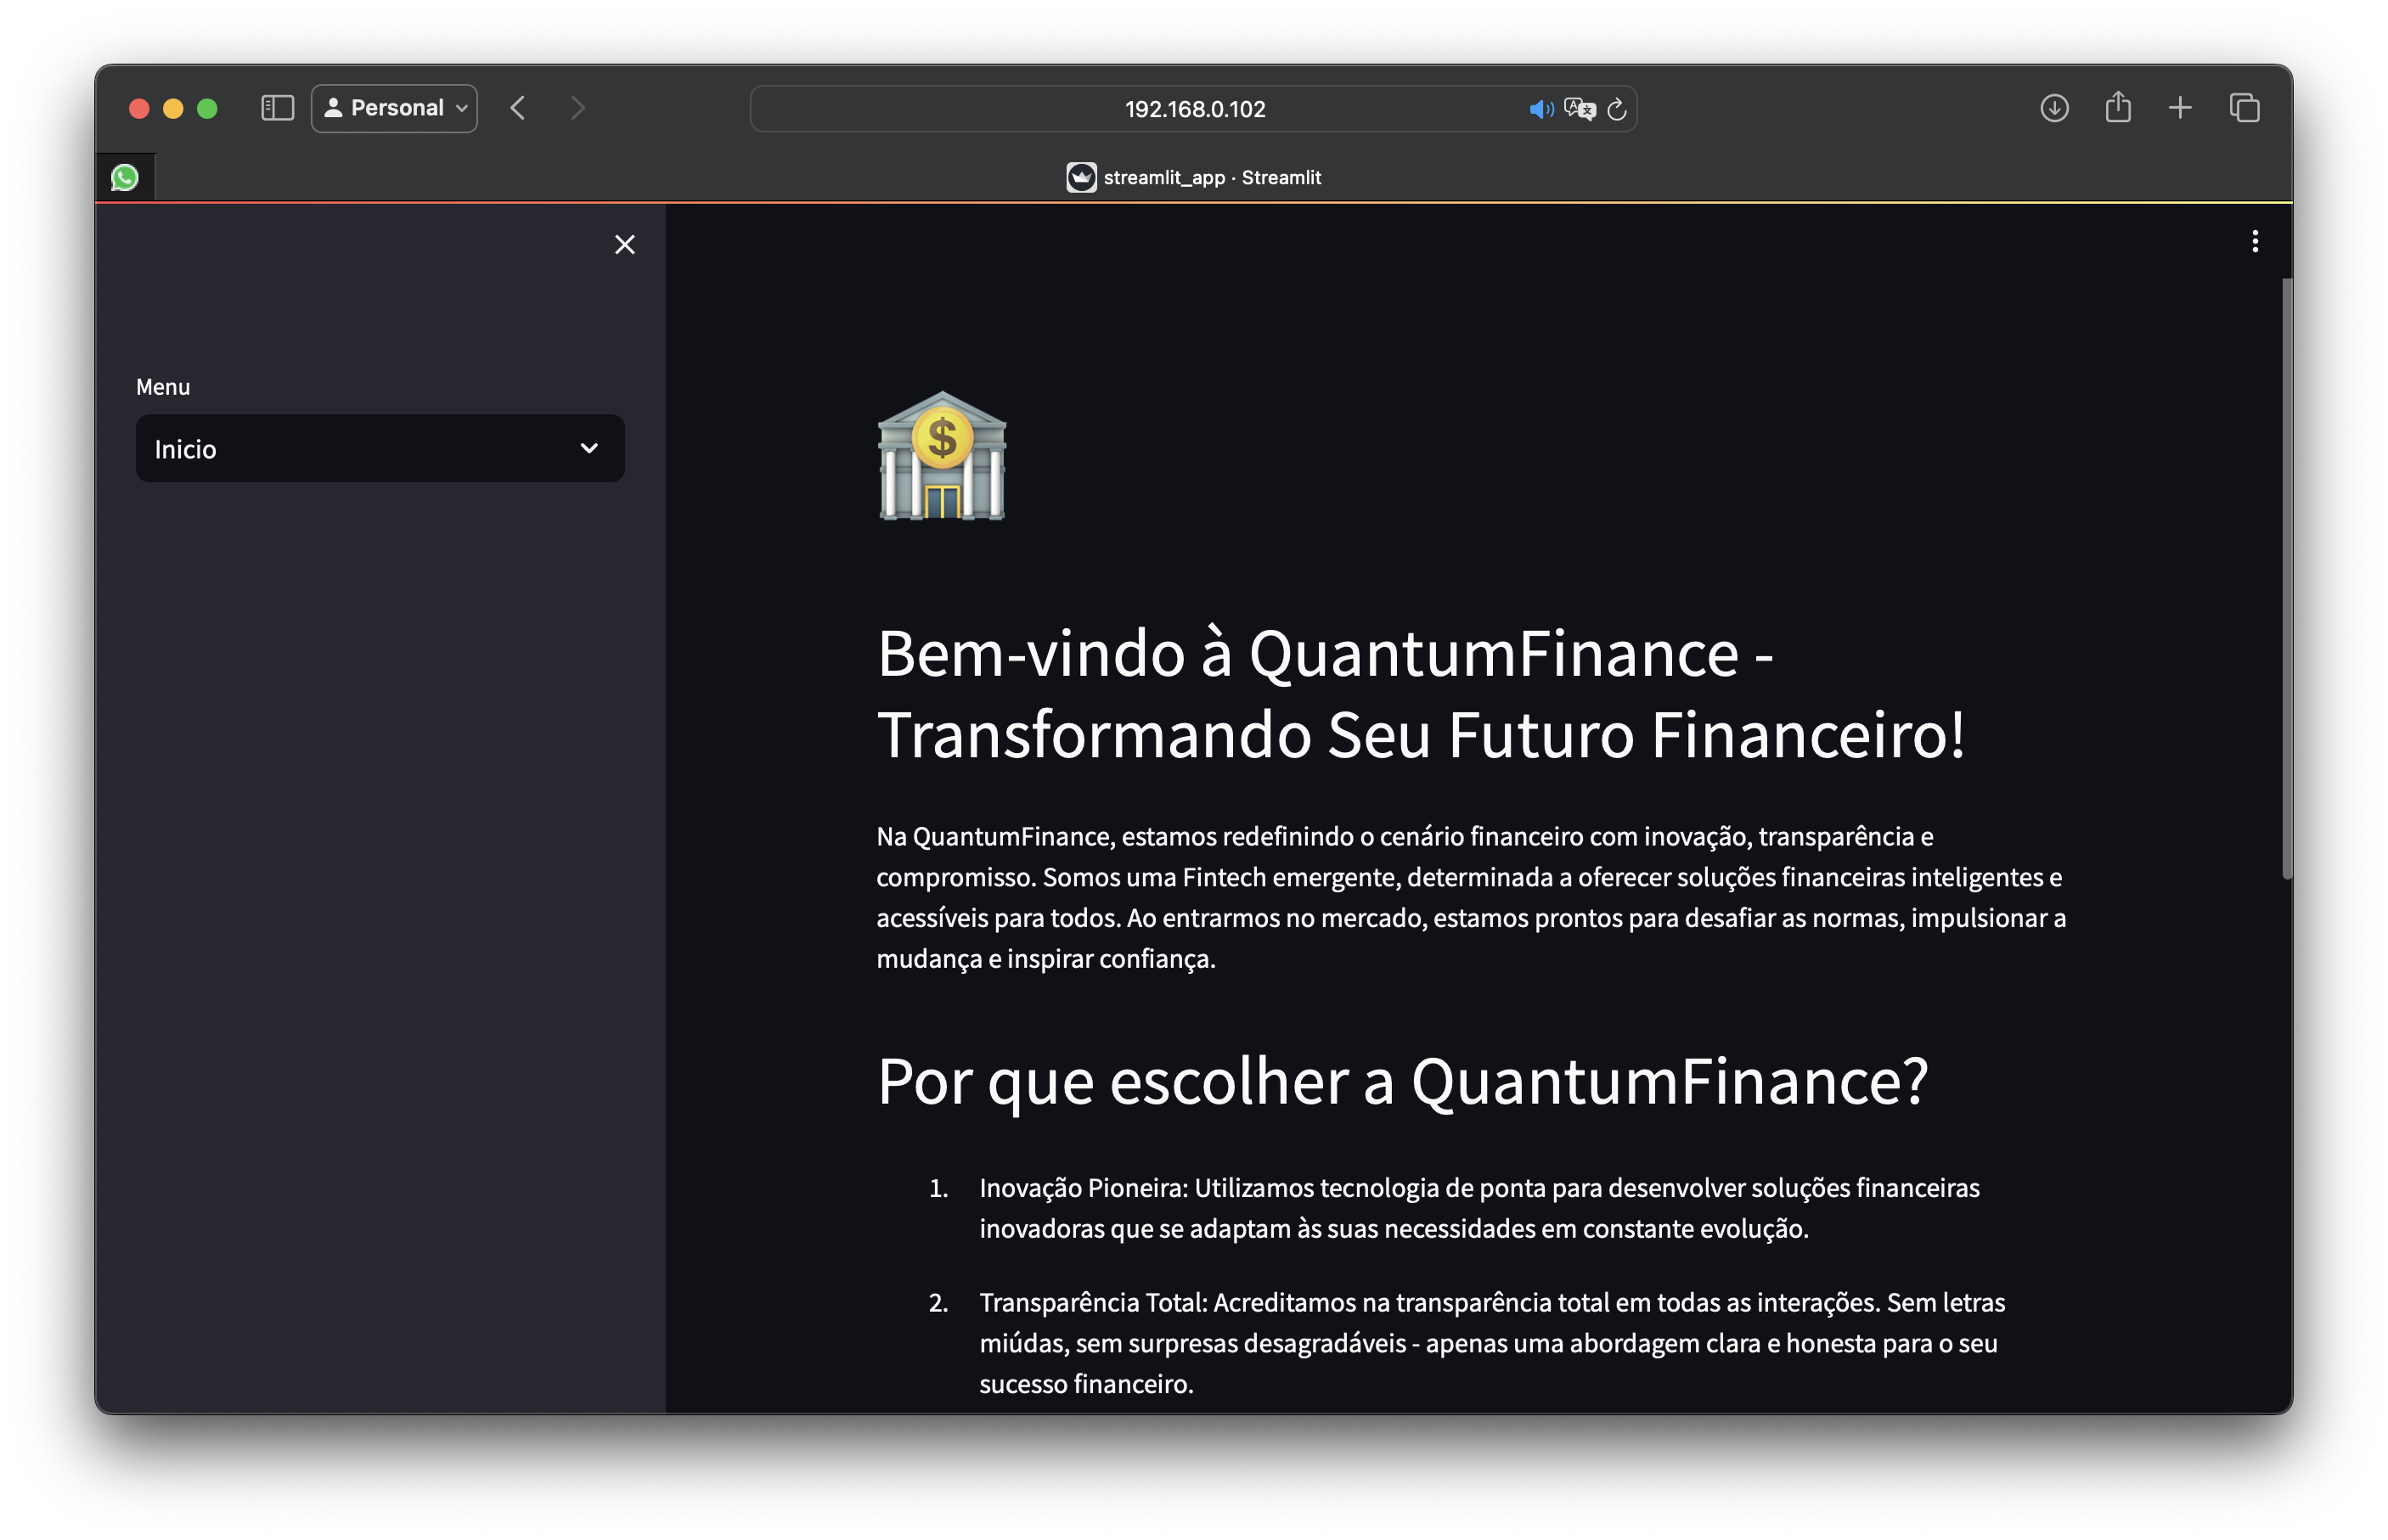 Personal
192.168.0.102
streamlit_app · Streamlit
Menu
Inicio
$
Bem-vindo à QuantumFinance -
Transformando Seu Futuro Financeiro!
Na QuantumFinance, estamos redefinindo o cenário financeiro com inovação, transparência e
compromisso. Somos uma Fintech emergente, determinada a oferecer soluções financeiras inteligentes e
acessíveis para todos. Ao entrarmos no mercado, estamos prontos para desafiar as normas, impulsionar a
mudança e inspirar confiança.
Por que escolher a QuantumFinance?
1. Inovação Pioneira: Utilizamos tecnologia de ponta para desenvolver soluções financeiras
inovadoras que se adaptam às suas necessidades em constante evolução.
2. Transparência Total: Acreditamos na transparência total em todas as interações. Sem letras
miúdas, sem surpresas desagradáveis - apenas uma abordagem clara e honesta para o seu
sucesso financeiro.